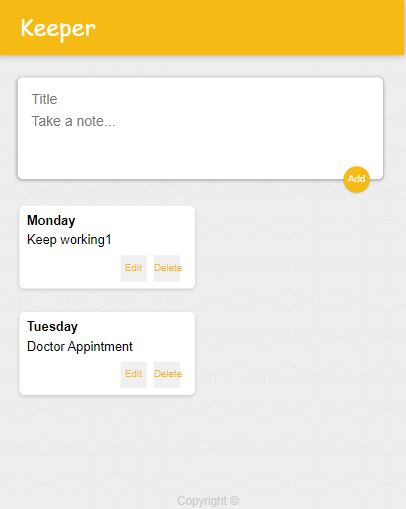 Keeper
Title
Take a note...
Add
Monday
Keep working1
Edit Delete
Tuesday
Doctor Appintment
Edit Delete
Copyright ©